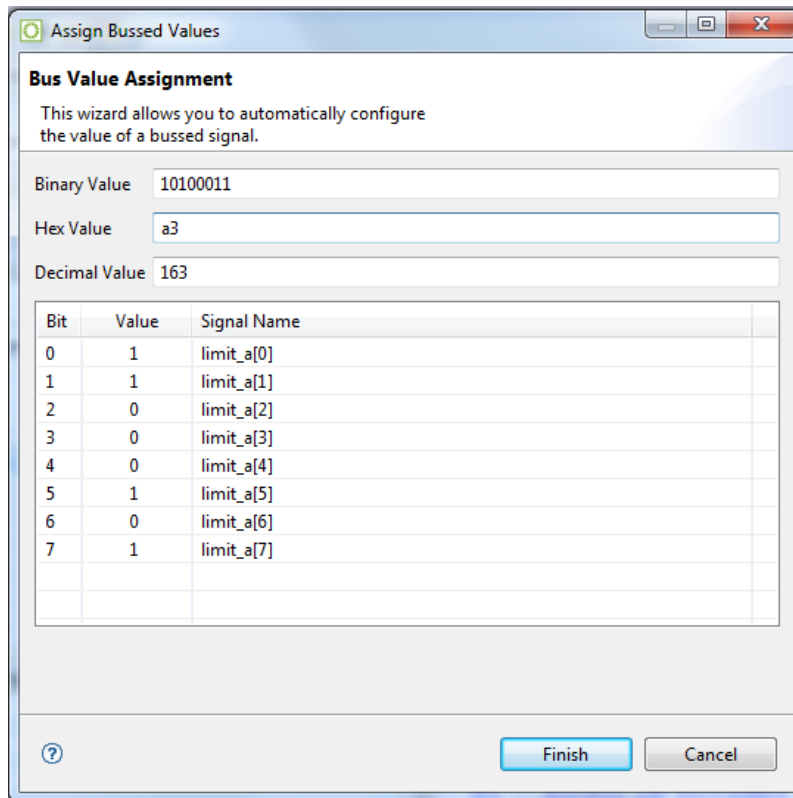 Assign Bussed Values
Bus Value Assignment
This wizard allows you to automatically configure
the value of a bussed signal.
Binary Value 10100011
Hex Value a3
Decimal Value 163
Bit Value Signal Name
0 1 limit_a[0]
1 1 limit_a[1]
2 0 limit_a[2]
3 0 limit_a[3]
4 0 limit_a[4]
5 1 limit_a[5]
6 0 limit_a[6]
7 1 limit_a[7]
? Finish Cancel